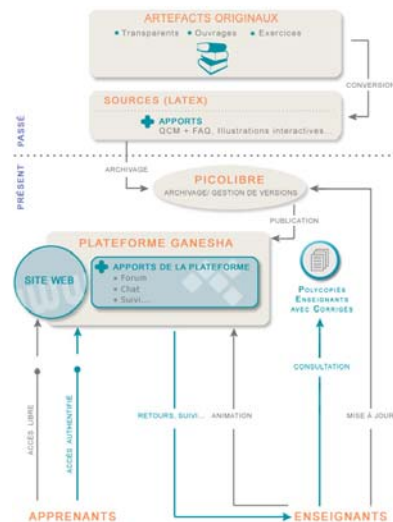 ARTEFACTS ORIGINAUX
• Transparents • Ouvrages • Exercices
CONVERSION
SOURCES (LATEX)
APPORTS
QCM + FAQ, Illustrations interactives...
PASSÉ
PRÉSENT
ARCHIVAGE
PICOLIBRE
ARCHIVAGE/ GESTION DE VERSIONS
PUBLICATION
PLATEFORME GANESHA
SITE WEB
APPORTS DE LA PLATEFORME
• Forum
• Chat
• Suivi...
POLYCOPIÉS
ENSEIGNANTS
AVEC CORRIGÉS
CONSULTATION
ACCÈS LIBRE
ACCÈS AUTHENTIFIÉ
RETOURS, SUIVI...
ANIMATION
MISE À JOUR
APPRENANTS
ENSEIGNANTS